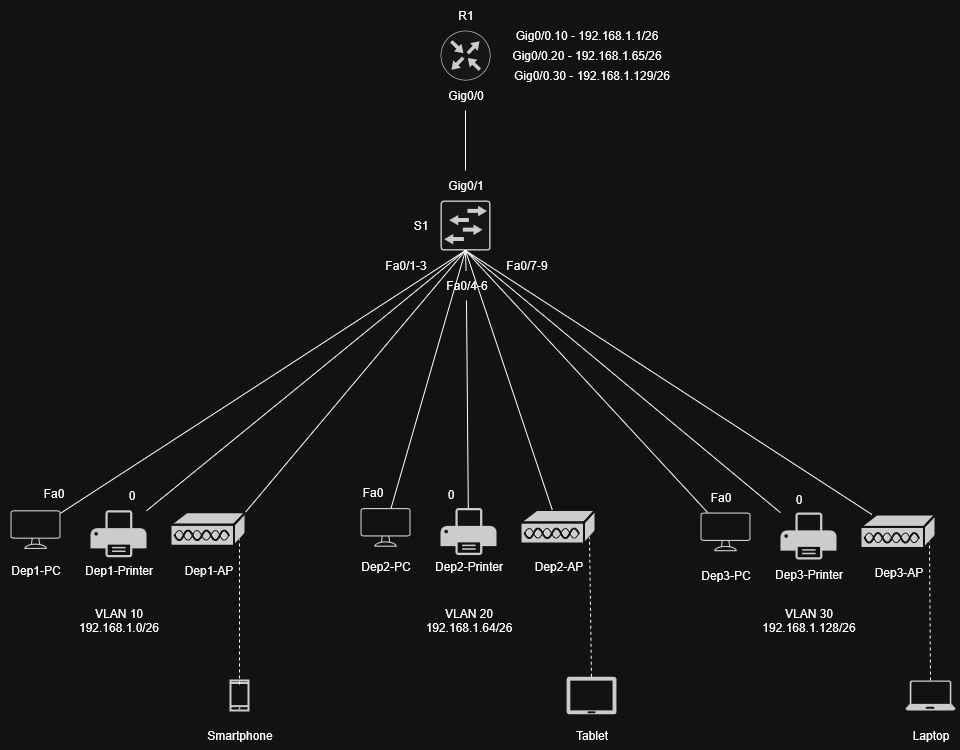 R1
Gig0/0.10 - 192.168.1.1/26
Gig0/0.20 - 192.168.1.65/26
Gig0/0.30 - 192.168.1.129/26
Gig0/0
Gig0/1
S1
Fa0/1-3
Fa0/4-6
Fa0/7-9
Fa0
0
Fa0
0
Fa0
0
Dep1-PC
Dep1-Printer
Dep1-AP
Dep2-PC
Dep2-Printer
Dep2-AP
Dep3-PC
Dep3-Printer
Dep3-AP
VLAN 10
192.168.1.0/26
VLAN 20
192.168.1.64/26
VLAN 30
192.168.1.128/26
Smartphone
Tablet
Laptop